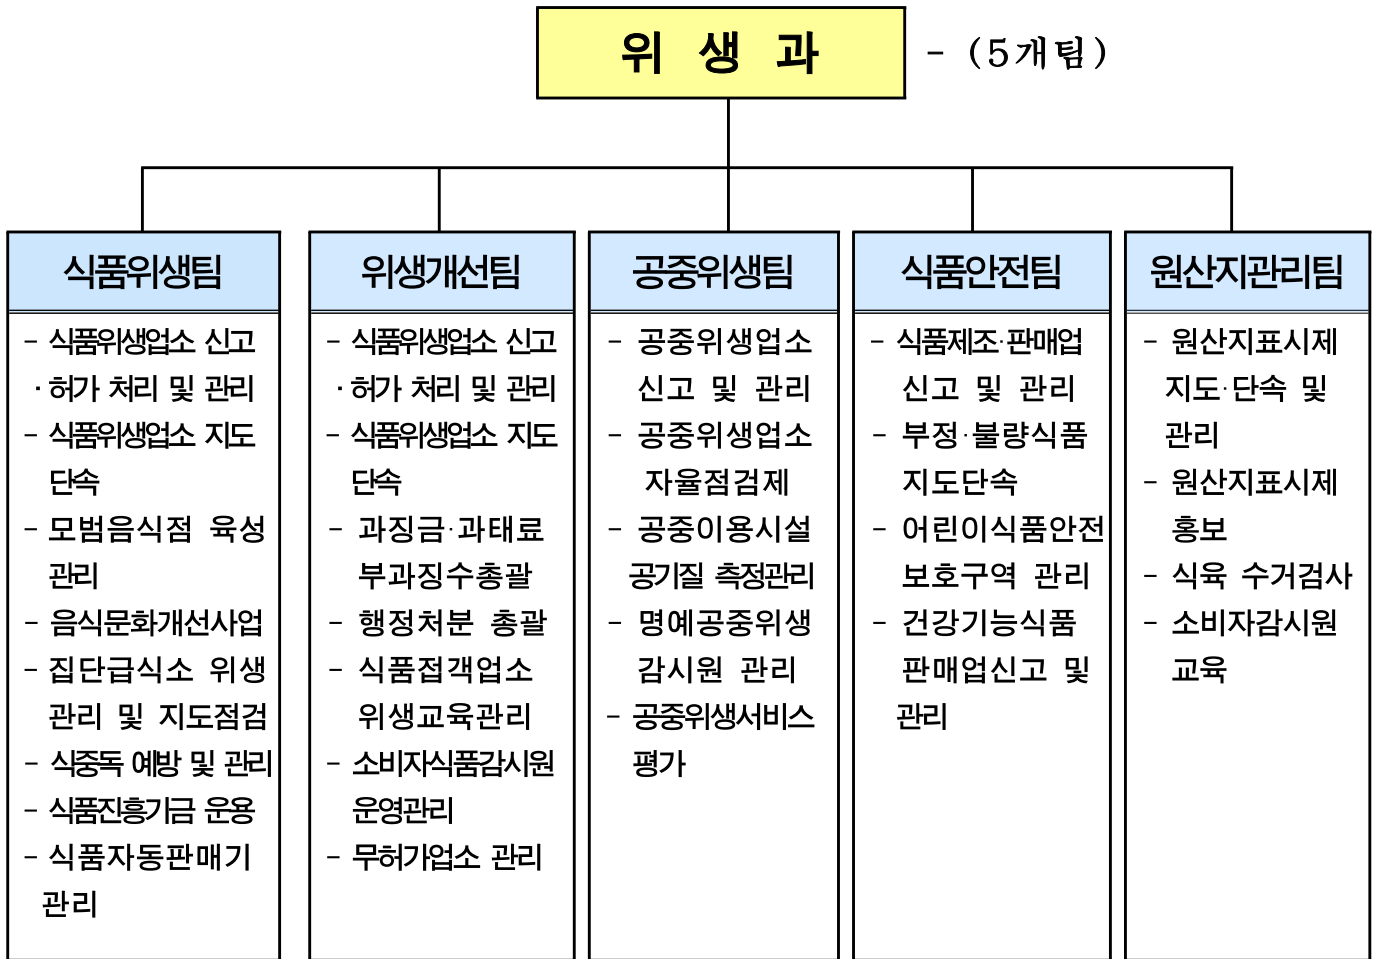 위 생 과 - (5개팀)
식품위생팀
- 식품위생업소 신고
·허가 처리 및 관리
- 식품위생업소 지도
단속
- 모범음식점 육성
관리
- 음식문화개선사업
- 집단급식소 위생
관리 및 지도점검
- 식중독 예방 및 관리
- 식품진흥기금 운용
- 식품자동판매기
관리
위생개선팀
- 식품위생업소 신고
·허가 처리 및 관리
- 식품위생업소 지도
단속
- 과징금·과태료
부과징수총괄
- 행정처분 총괄
- 식품접객업소
위생교육관리
- 소비자식품감시원
운영관리
- 무허가업소 관리
공중위생팀
- 공중위생업소
신고 및 관리
- 공중위생업소
자율점검제
- 공중이용시설
공기질 측정관리
- 명예공중위생
감시원 관리
- 공중위생서비스
평가
식품안전팀
- 식품제조·판매업
신고 및 관리
- 부정·불량식품
지도단속
- 어린이식품안전
보호구역 관리
- 건강기능식품
판매업신고 및
관리
원산지관리팀
- 원산지표시제
지도·단속 및
관리
- 원산지표시제
홍보
- 식육 수거검사
- 소비자감시원
교육